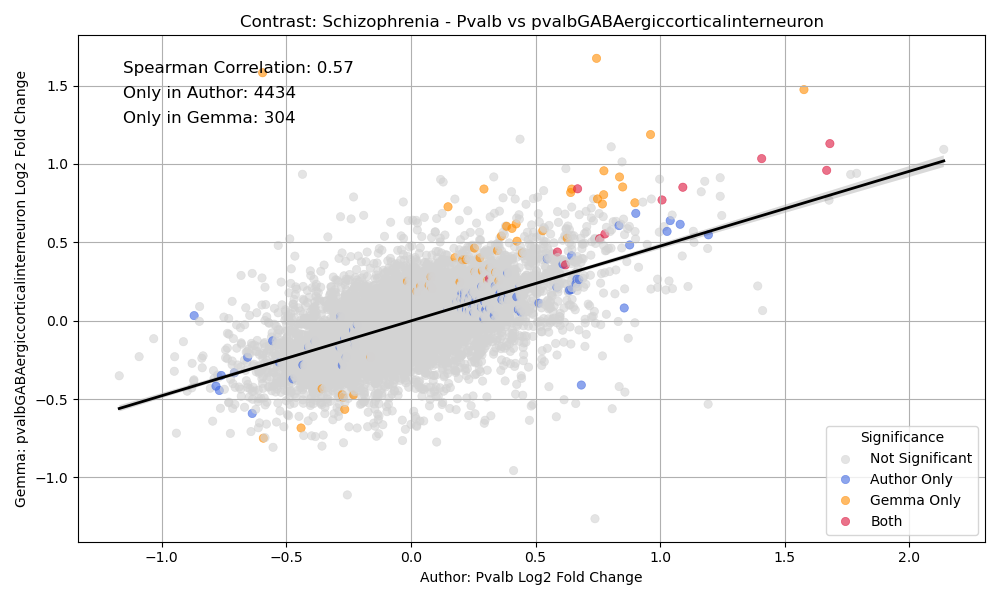 Contrast: Schizophrenia - Pvalb vs pvalbGABAergiccorticalinterneuron
Spearman Correlation: 0.57
Only in Author: 4434
Only in Gemma: 304
Gemma: pvalbGABAergiccorticalinterneuron Log2 Fold Change
1.5
1.0
0.5
0.0
−0.5
−1.0
Significance
Not Significant
Author Only
Gemma Only
Both
−1.0 −0.5 0.0 0.5 1.0 1.5 2.0
Author: Pvalb Log2 Fold Change